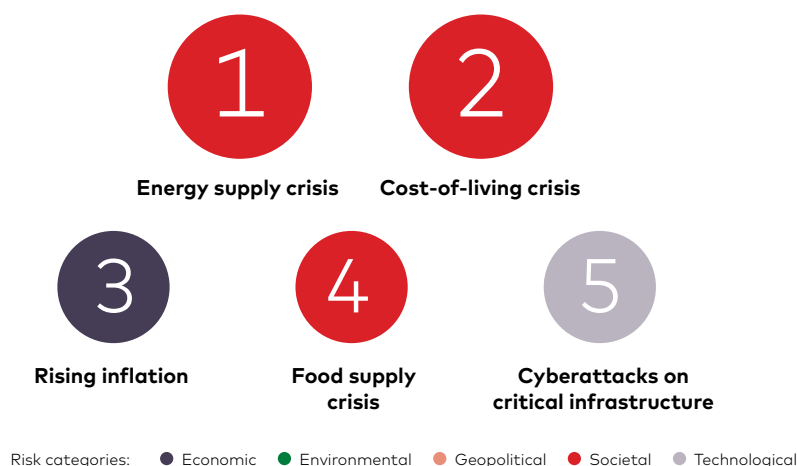 1 2
Energy supply crisis Cost-of-living crisis
3 4 5
Rising inflation Food supply Cyberattacks on
crisis critical infrastructure
Risk categories: Economic Environmental Geopolitical Societal Technological